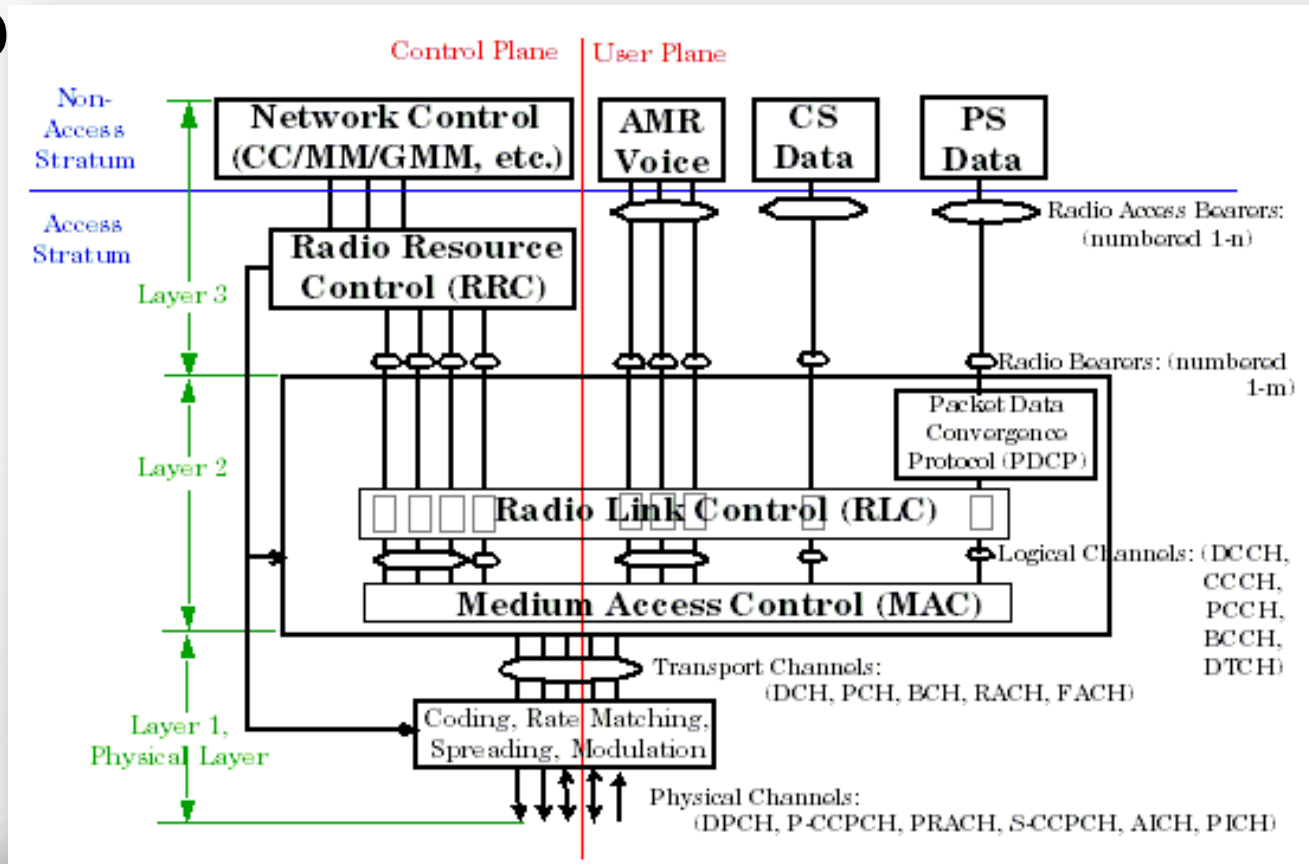 Control Plane
User Plane
Non-
Access
Stratum
Network Control
(CC/MM/GMM, etc.)
AMR
Voice
CS
Data
PS
Data
Access
Stratum
Radio Access Bearers:
(numbered 1-n)
Radio Resource
Control (RRC)
Layer 3
Radio Bearers: (numbered
1-m)
Packet Data
Convergence
Protocol (PDCP)
Layer 2
Radio Link Control (RLC)
Logical Channels: (DCCH,
CCCH,
PCCH,
BCCH,
DTCH)
Medium Access Control (MAC)
Transport Channels:
(DCH, PCH, BCH, RACH, FACH)
Layer 1,
Physical Layer
Coding, Rate Matching,
Spreading, Modulation
Physical Channels:
(DPCH, P-CCPCH, PRACH, S-CCPCH, AICH, PICH)